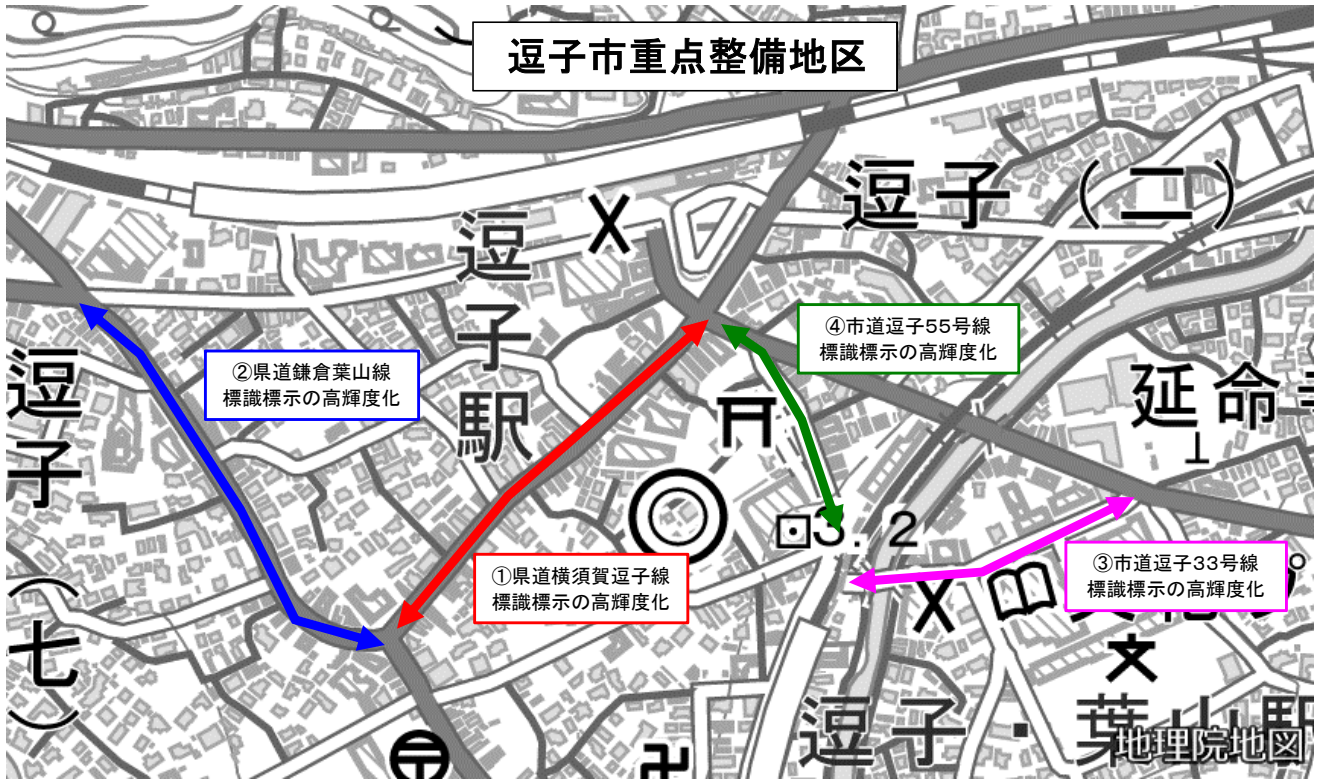 逗子市重点整備地区
逗子(二)
逗子駅
④市道逗子55号線
標識標示の高輝度化
②県道鎌倉葉山線
標識標示の高輝度化
逗子(七)
延命寺
3.2
①県道横須賀逗子線
標識標示の高輝度化
③市道逗子33号線
標識標示の高輝度化
逗子・葉山駅
地理院地図